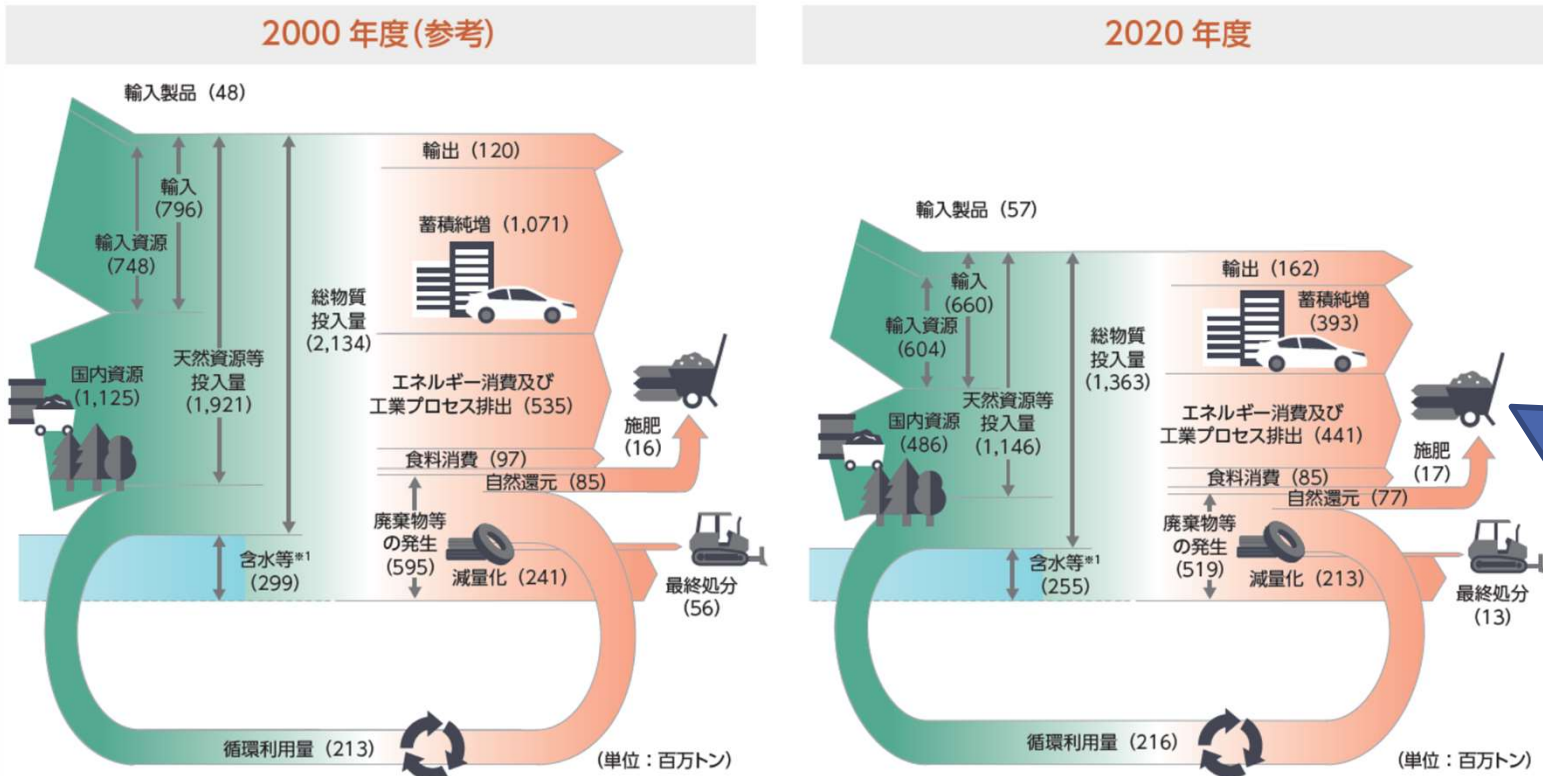 2000 年度(参考)
輸入製品 (48)
輸入
(796)
輸入資源
(748)
国内資源
(1,125)
天然資源等
投入量
(1,921)
総物質
投入量
(2,134)
含水等※1
(299)
輸出 (120)
蓄積純増 (1,071)
エネルギー消費及び
工業プロセス排出 (535)
食料消費 (97)
自然還元 (85)
施肥
(16)
廃棄物等
の発生
(595)
減量化 (241)
最終処分
(56)
循環利用量 (213)
(単位:百万トン)
2020 年度
輸入製品 (57)
輸入
(660)
輸入資源
(604)
国内資源
(486)
天然資源等
投入量
(1,146)
総物質
投入量
(1,363)
含水等※1
(255)
輸出 (162)
蓄積純増
(393)
エネルギー消費及び
工業プロセス排出 (441)
食料消費 (85)
自然還元 (77)
施肥
(17)
廃棄物等
の発生
(519)
減量化 (213)
最終処分
(13)
循環利用量 (216)
(単位:百万トン)